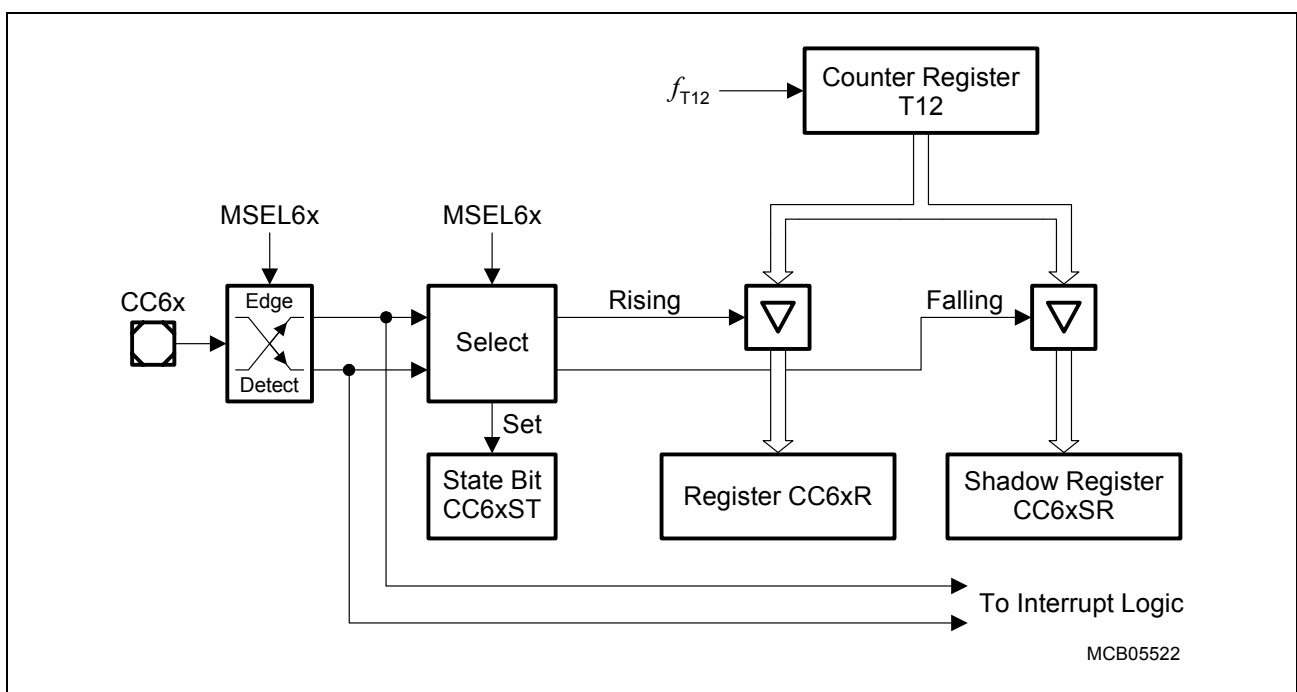 Counter Register
T12
fT12
MSEL6x
MSEL6x
CC6x
Edge
Detect
Select
Rising
Falling
Set
State Bit
CC6xST
Register CC6xR
Shadow Register
CC6xSR
To Interrupt Logic
MCB05522